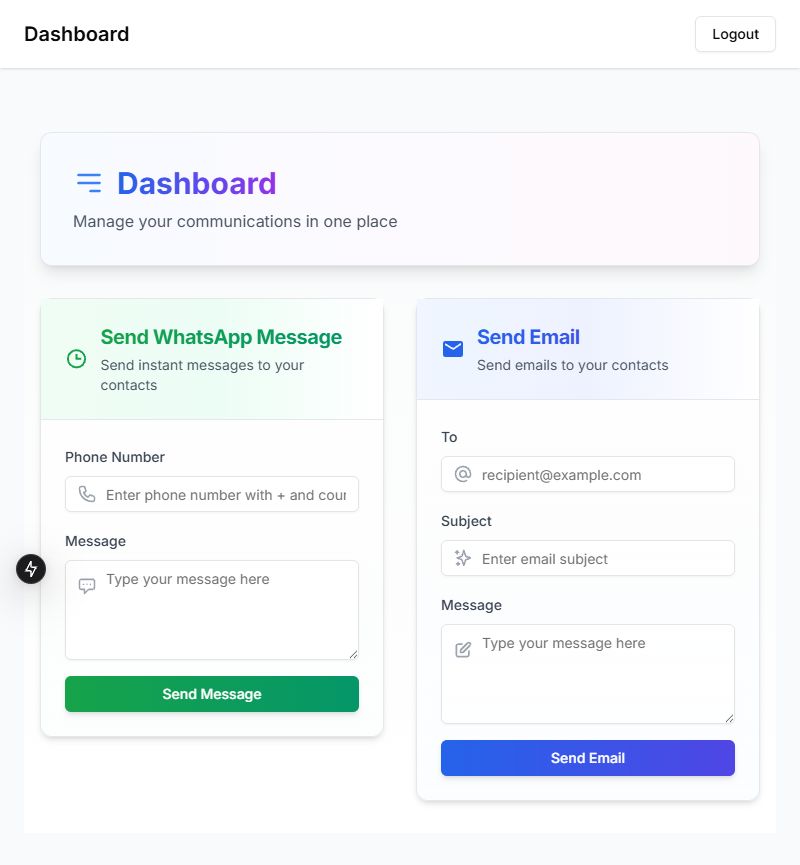 Dashboard
Logout
Dashboard
Manage your communications in one place
Send WhatsApp Message
Send instant messages to your
contacts
Phone Number
Enter phone number with + and cour
Message
Type your message here
Send Message
Send Email
Send emails to your contacts
To
recipient@example.com
Subject
Enter email subject
Message
Type your message here
Send Email